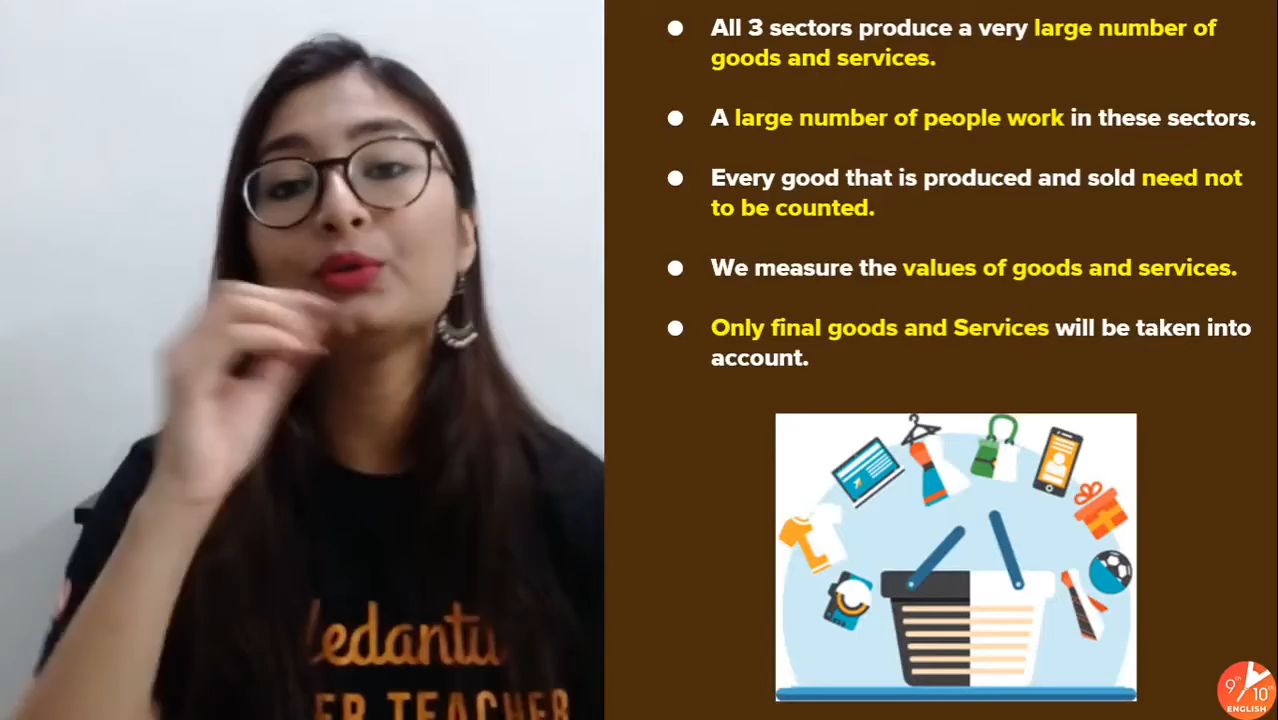 All 3 sectors produce a very large number of
goods and services.
A large number of people work in these sectors.
Every good that is produced and sold need not
to be counted.
We measure the values of goods and services.
Only final goods and Services will be taken into
account.
TEACHER
9th 10th
ENGLISH